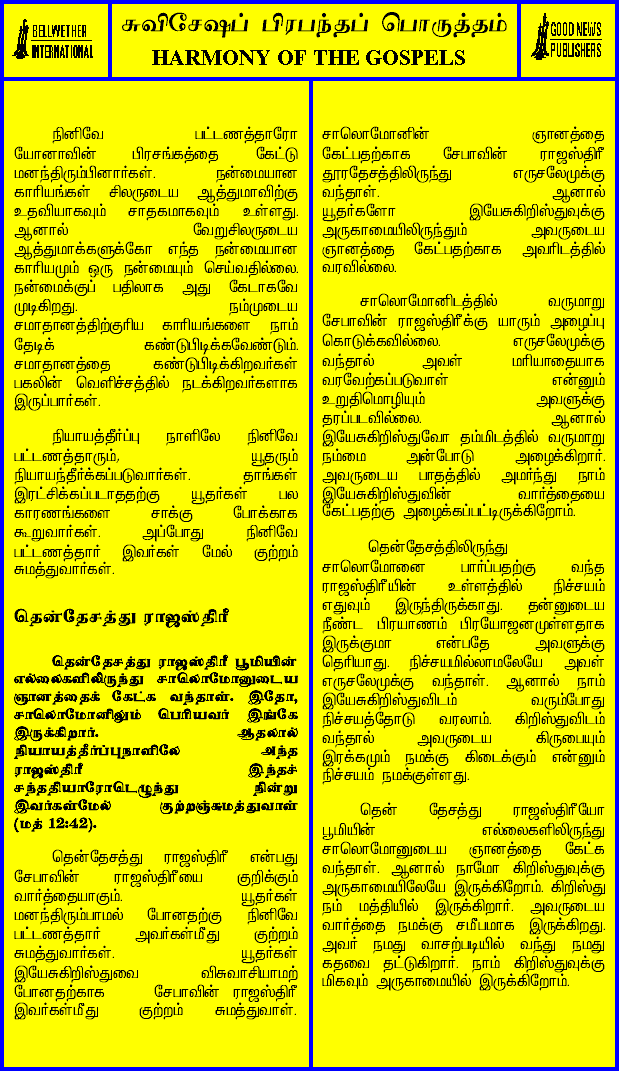 BELLWETHER
INTERNATIONAL
சுவிசேஷப் பிரபந்தப் பொருத்தம்
HARMONY OF THE GOSPELS
GOOD NEWS
PUBLISHERS
நினிவே பட்டணத்தாரோ
யோனாவின் பிரசங்கத்தை கேட்டு
மனந்திரும்பினார்கள். நன்மையான
காரியங்கள் சிலருடைய ஆத்துமாவிற்கு
உதவியாகவும் சாதகமாகவும் உள்ளது.
ஆனால் வேறுசிலருடைய
ஆத்துமாக்களுக்கோ எந்த நன்மையான
காரியமும் ஒரு நன்மையும் செய்வதில்லை.
நன்மைக்குப் பதிலாக அது கேடாகவே
முடிகிறது. நம்முடைய
சமாதானத்திற்குரிய காரியங்களை நாம்
தேடிக் கண்டுபிடிக்கவேண்டும்.
சமாதானத்தை கண்டுபிடிக்கிறவர்கள்
பகலின் வெளிச்சத்தில் நடக்கிறவர்களாக
இருப்பார்கள்.
நியாயத்தீர்ப்பு நாளிலே நினிவே
பட்டணத்தாரும், யூதரும்
நியாயந்தீர்க்கப்படுவார்கள். தாங்கள்
இரட்சிக்கப்படாததற்கு யூதர்கள் பல
காரணங்களை சாக்கு போக்காக
கூறுவார்கள். அப்போது நினிவே
பட்டணத்தார் இவர்கள் மேல் குற்றம்
சுமத்துவார்கள்.
தென்தேசத்து ராஜஸ்திரீ
தென்தேசத்து ராஜஸ்திரீ பூமியின்
எல்லைகளிலிருந்து சாலொமோனுடைய
ஞானத்தைக் கேட்க வந்தாள். இதோ,
சாலொமோனிலும் பெரியவர் இங்கே
இருக்கிறார். ஆதலால்
நியாயத்தீர்ப்புநாளிலே அந்த
ராஜஸ்திரீ இந்தச்
சந்ததியாரோடெழுந்து நின்று
இவர்கள்மேல் குற்றஞ்சுமத்துவாள்
(மத் 12:42).
தென்தேசத்து ராஜஸ்திரீ என்பது
சேபாவின் ராஜஸ்திரீயை குறிக்கும்
வார்த்தையாகும். யூதர்கள்
மனந்திரும்பாமல் போனதற்கு நினிவே
பட்டணத்தார் அவர்கள்மீது குற்றம்
சுமத்துவார்கள். யூதர்கள்
இயேசுகிறிஸ்துவை விசுவாசியாமற்
போனதற்காக சேபாவின் ராஜஸ்திரீ
இவர்கள்மீது குற்றம் சுமத்துவாள்.
சாலொமோனின் ஞானத்தை
கேட்பதற்காக சேபாவின் ராஜஸ்திரீ
தூரதேசத்திலிருந்து எருசலேமுக்கு
வந்தாள். ஆனால்
யூதர்களோ இயேசுகிறிஸ்துவுக்கு
அருகாமையிலிருந்தும் அவருடைய
ஞானத்தை கேட்பதற்காக அவரிடத்தில்
வரவில்லை.
சாலொமோனிடத்தில் வருமாறு
சேபாவின் ராஜஸ்திரீக்கு யாரும் அழைப்பு
கொடுக்கவில்லை. எருசலேமுக்கு
வந்தால் அவள் மரியாதையாக
வரவேற்கப்படுவாள் என்னும்
உறுதிமொழியும் அவளுக்கு
தரப்படவில்லை. ஆனால்
இயேசுகிறிஸ்துவோ தம்மிடத்தில் வருமாறு
நம்மை அன்போடு அழைக்கிறார்.
அவருடைய பாதத்தில் அமர்ந்து நாம்
இயேசுகிறிஸ்துவின் வார்த்தையை
கேட்பதற்கு அழைக்கப்பட்டிருக்கிறோம்.
தென்தேசத்திலிருந்து
சாலொமோனை பார்ப்பதற்கு வந்த
ராஜஸ்திரீயின் உள்ளத்தில் நிச்சயம்
எதுவும் இருந்திருக்காது. தன்னுடைய
நீண்ட பிரயாணம் பிரயோஜனமுள்ளதாக
இருக்குமா என்பதே அவளுக்கு
தெரியாது. நிச்சயமில்லாமலேயே அவள்
எருசலேமுக்கு வந்தாள். ஆனால் நாம்
இயேசுகிறிஸ்துவிடம் வரும்போது
நிச்சயத்தோடு வரலாம். கிறிஸ்துவிடம்
வந்தால் அவருடைய கிருபையும்
இரக்கமும் நமக்கு கிடைக்கும் என்னும்
நிச்சயம் நமக்குள்ளது.
தென் தேசத்து ராஜஸ்திரீயோ
பூமியின் எல்லைகளிலிருந்து
சாலொமோனுடைய ஞானத்தை கேட்க
வந்தாள். ஆனால் நாமோ கிறிஸ்துவுக்கு
அருகாமையிலேயே இருக்கிறோம். கிறிஸ்து
நம் மத்தியில் இருக்கிறார். அவருடைய
வார்த்தை நமக்கு சமீபமாக இருக்கிறது.
அவர் நமது வாசற்படியில் வந்து நமது
கதவை தட்டுகிறார். நாம் கிறிஸ்துவுக்கு
மிகவும் அருகாமையில் இருக்கிறோம்.